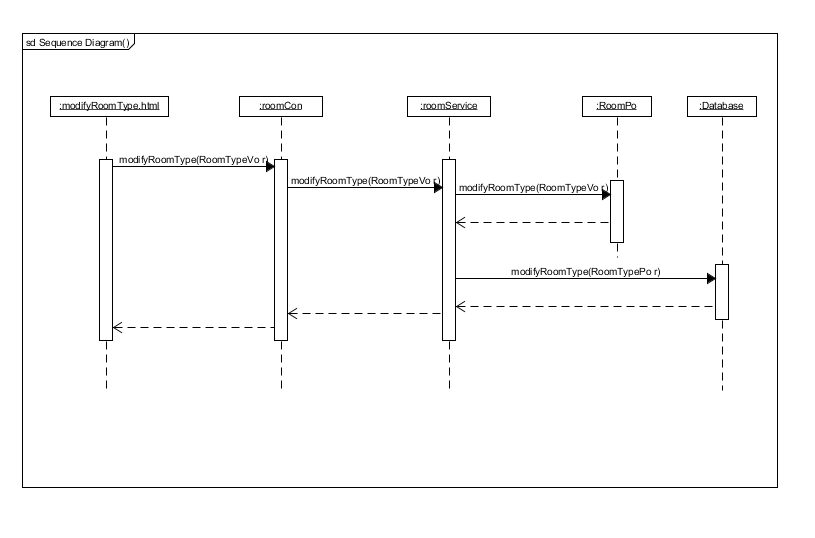 sd Sequence Diagram()
:modifyRoomType.html
:roomCon
:roomService
:RoomPo
:Database
modifyRoomType(RoomTypeVo r)
modifyRoomType(RoomTypeVo r)
modifyRoomType(RoomTypeVo r)
modifyRoomType(RoomTypePo r)